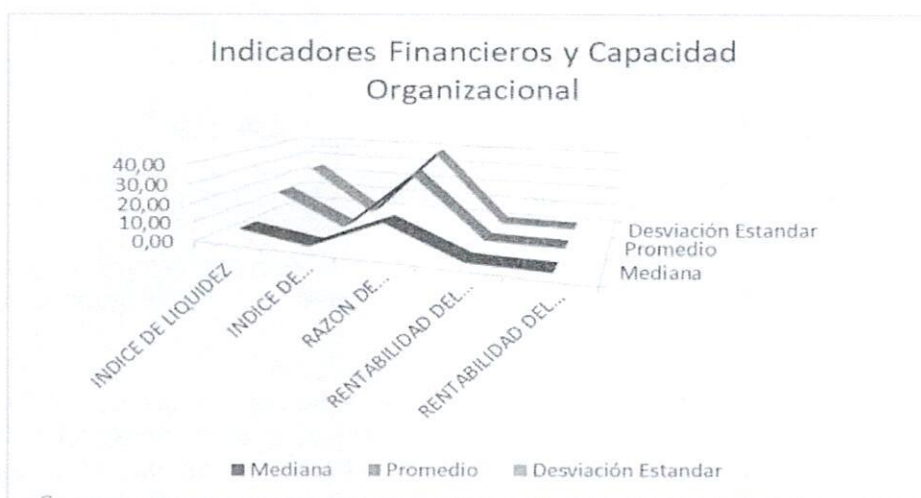 Indicadores Financieros y Capacidad
Organizacional
40,00
30,00
20,00
10,00
0,00
Desviación Estandar
Promedio
Mediana
INDICE DE LIQUIDEZ
INDICE DE...
RAZON DE...
RENTABILIDAD DEL...
RENTABILIDAD DEL...
Mediana
Promedio
Desviación Estandar